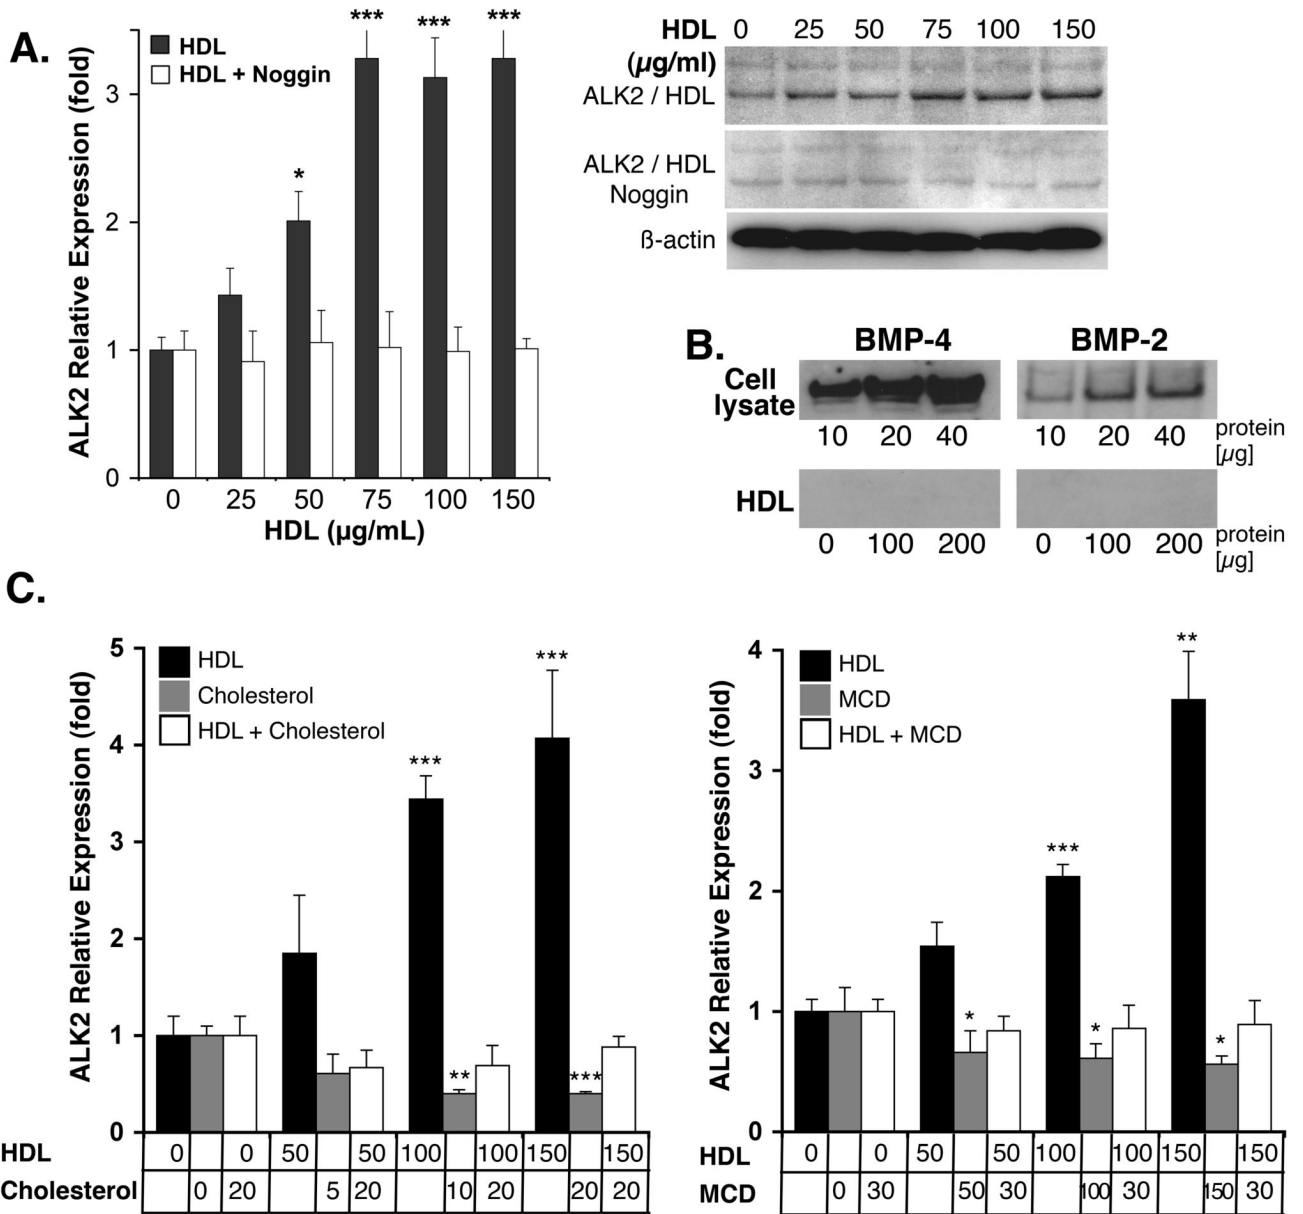 A.
HDL
HDL + Noggin
ALK2 Relative Expression (fold)
3
2
1
0
*
***
***
***
0 25 50 75 100 150
HDL (µg/mL)
HDL 0 25 50 75 100 150
(µg/ml)
ALK2 / HDL
ALK2 / HDL
Noggin
ß-actin
B.
BMP-4 BMP-2
Cell
lysate
10 20 40 10 20 40 protein
[µg]
HDL
0 100 200 0 100 200 protein
[µg]
C.
HDL
Cholesterol
HDL + Cholesterol
ALK2 Relative Expression (fold)
5
4
3
2
1
0
***
**
***
***
HDL 0 0 50 50 100 100 150 150
Cholesterol 0 20 5 20 10 20 20 20
HDL
MCD
HDL + MCD
ALK2 Relative Expression (fold)
4
3
2
1
0
*
***
*
**
*
HDL 0 0 50 50 100 100 150 150
MCD 0 30 50 30 100 30 150 30